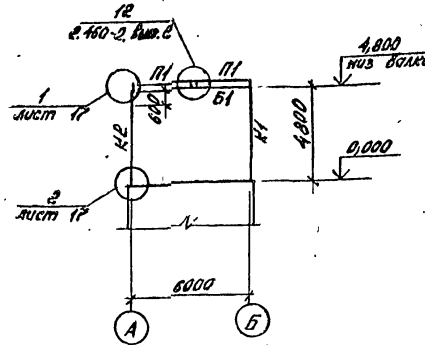 12
2.460-2, Вып. 2
4,800
низ балки
П1
П1
Б1
600
1
лист 17
К2
К1
4800
0,000
2
лист 17
6000
А
Б